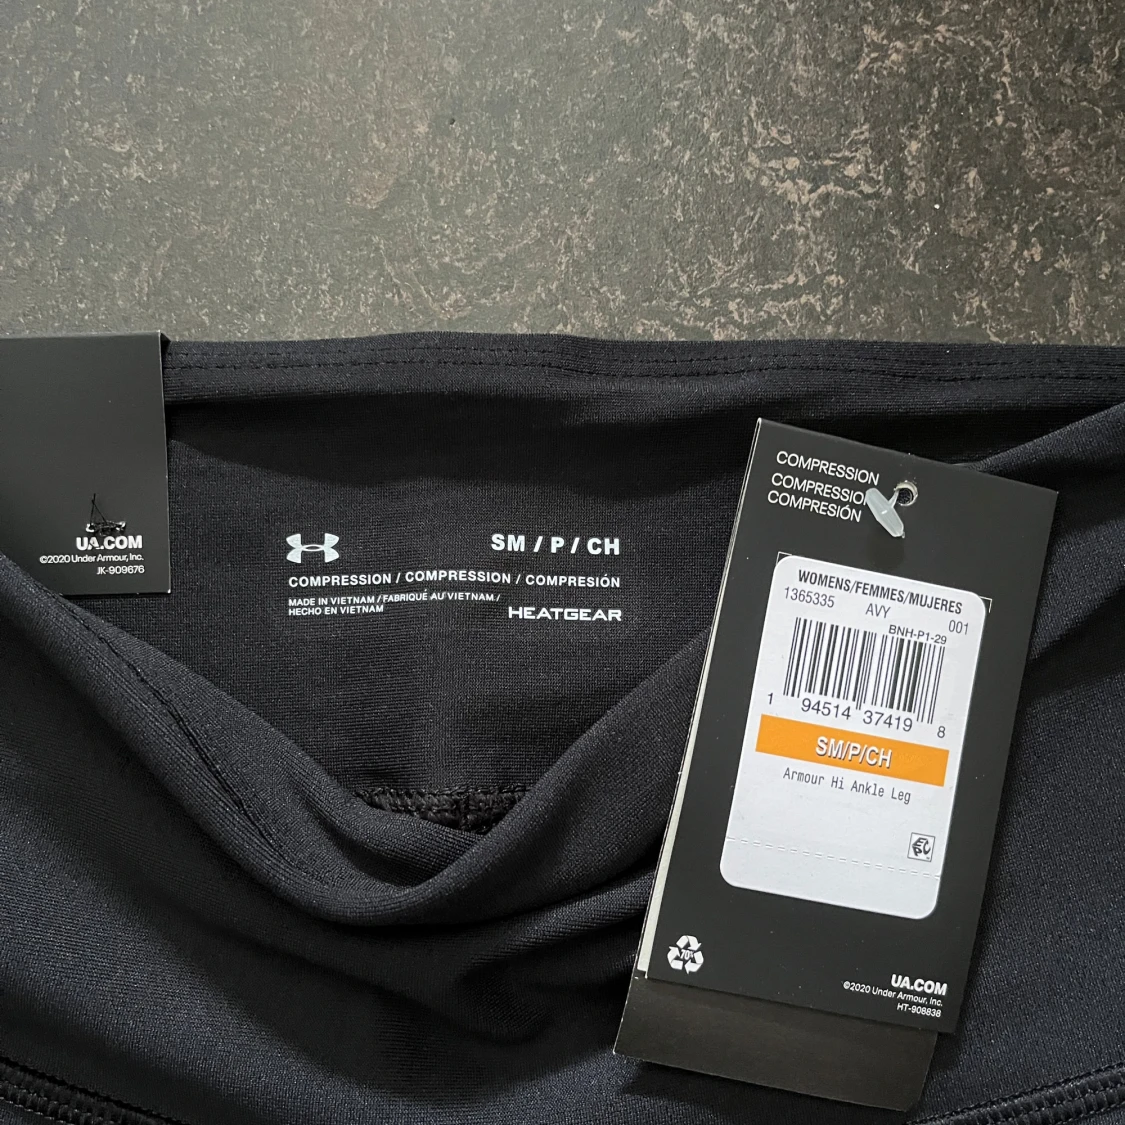 UA.COM
©2020 Under Armour, Inc.
JK-909676
SM / P / CH
COMPRESSION / COMPRESSION / COMPRESIÓN
MADE IN VIETNAM / FABRIQUÉ AU VIETNAM /
HECHO EN VIETNAM
HEATGEAR
COMPRESSION
COMPRESSION
COMPRESIÓN
WOMENS/FEMMES/MUJERES
1365335 AVY 001
BNH-P1-29
1 94514 37419 8
SM/P/CH
Armour Hi Ankle Leg
70%
UA.COM
©2020 Under Armour, Inc.
HT-908838